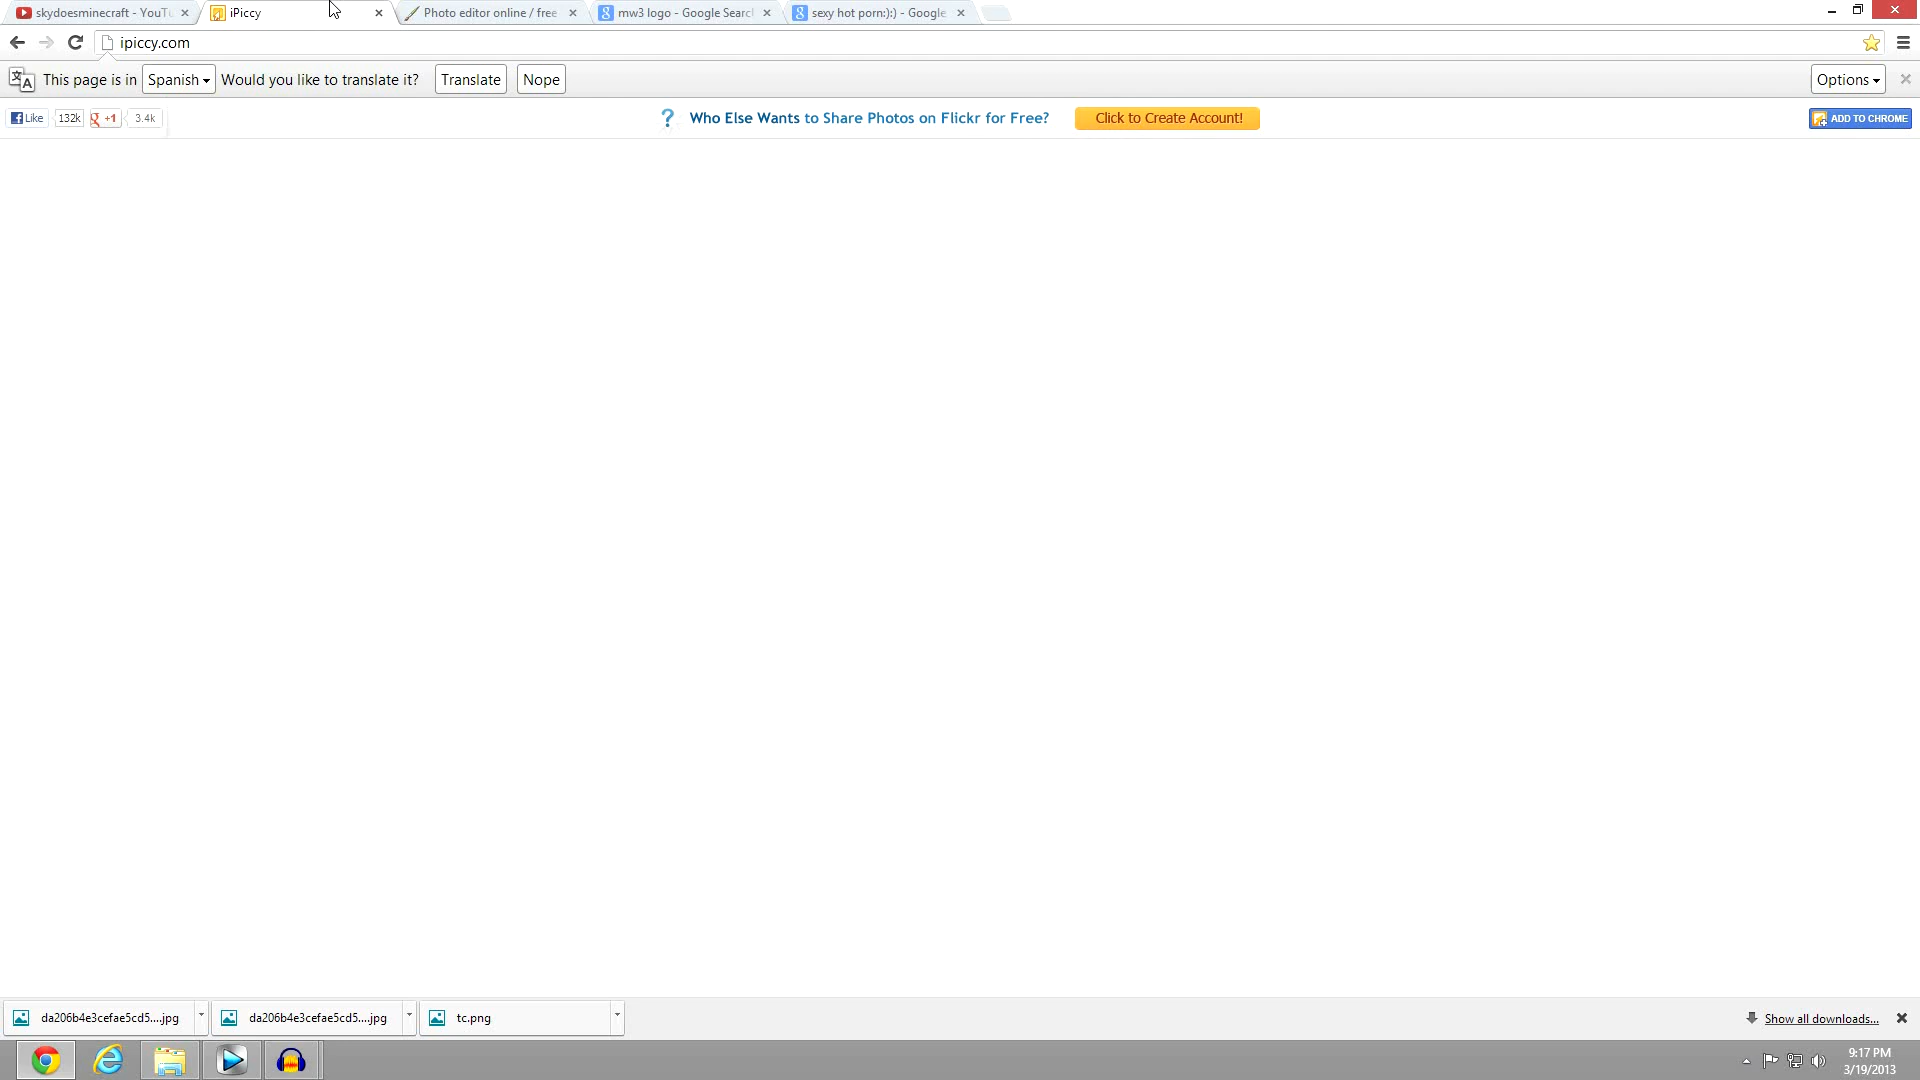 skydoesminecraft - YouTu
iPiccy
Photo editor online / free
mw3 logo - Google Searc
sexy hot porn:):) - Google
ipiccy.com
This page is in Spanish Would you like to translate it? Translate Nope Options
Like 132k +1 3.4k
? Who Else Wants to Share Photos on Flickr for Free? Click to Create Account!
ADD TO CHROME
da206b4e3cefae5cd5....jpg
da206b4e3cefae5cd5....jpg
tc.png
Show all downloads...
9:17 PM
3/19/2013